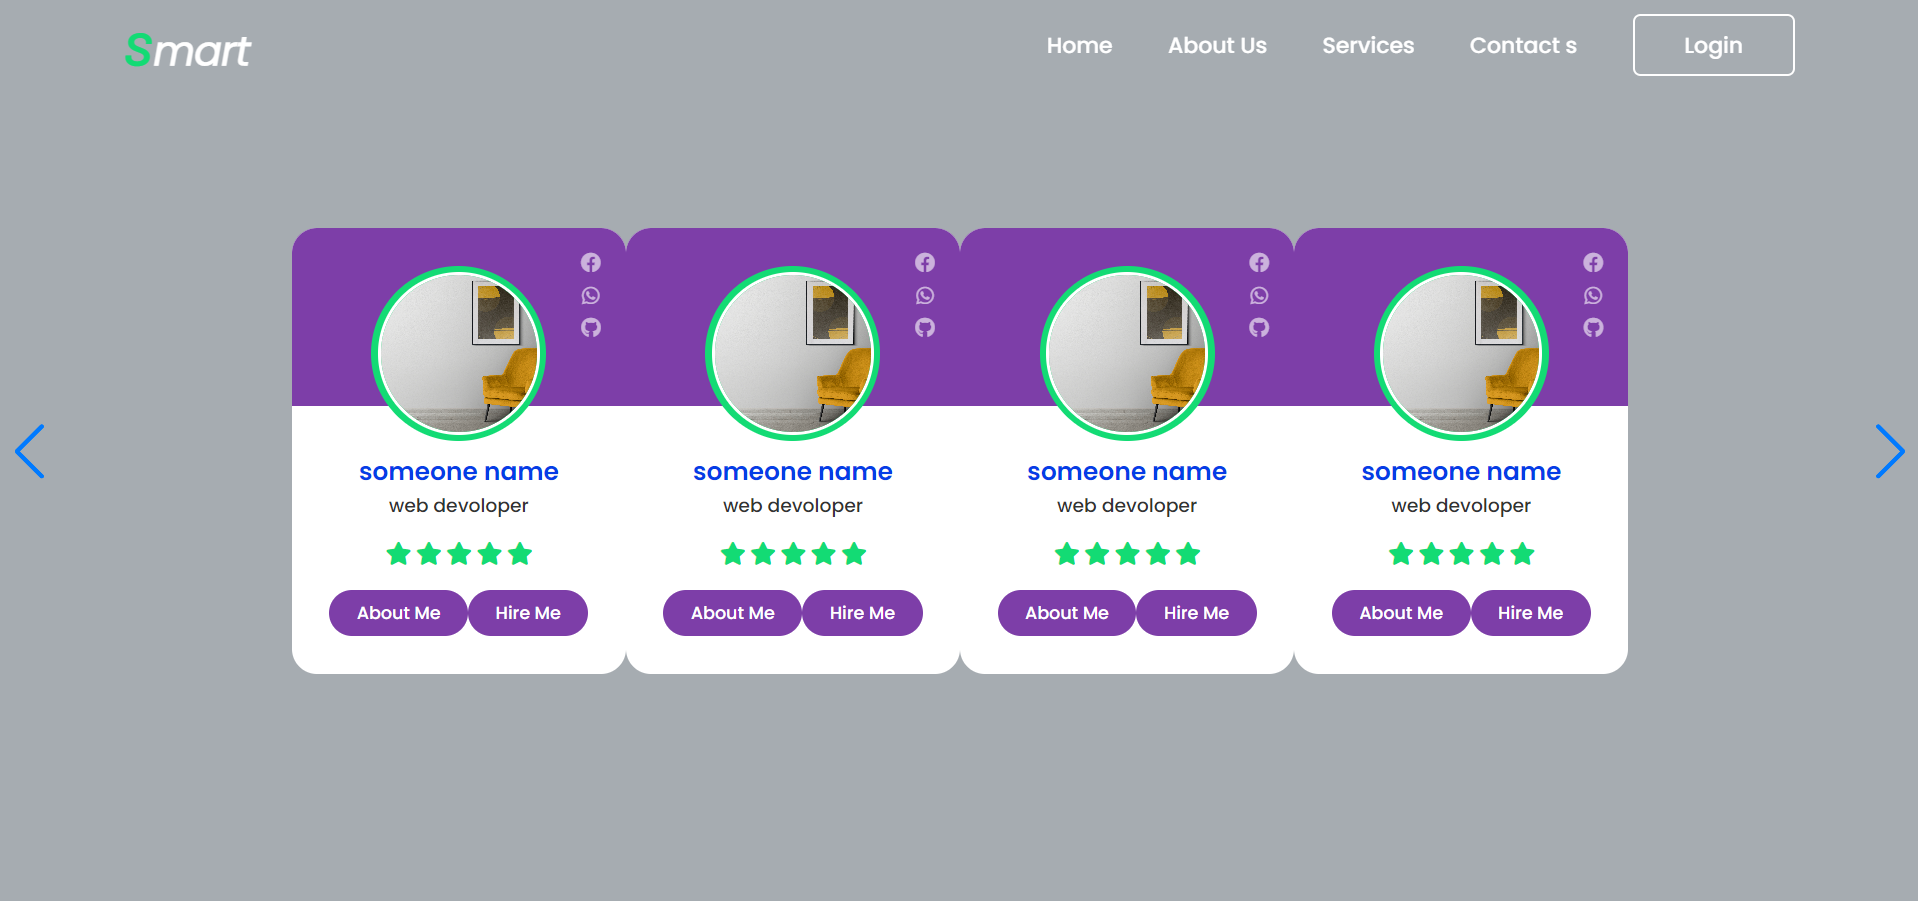 Smart
Home About Us Services Contact s Login
someone name someone name someone name someone name
web devoloper web devoloper web devoloper web devoloper
About Me Hire Me About Me Hire Me About Me Hire Me About Me Hire Me